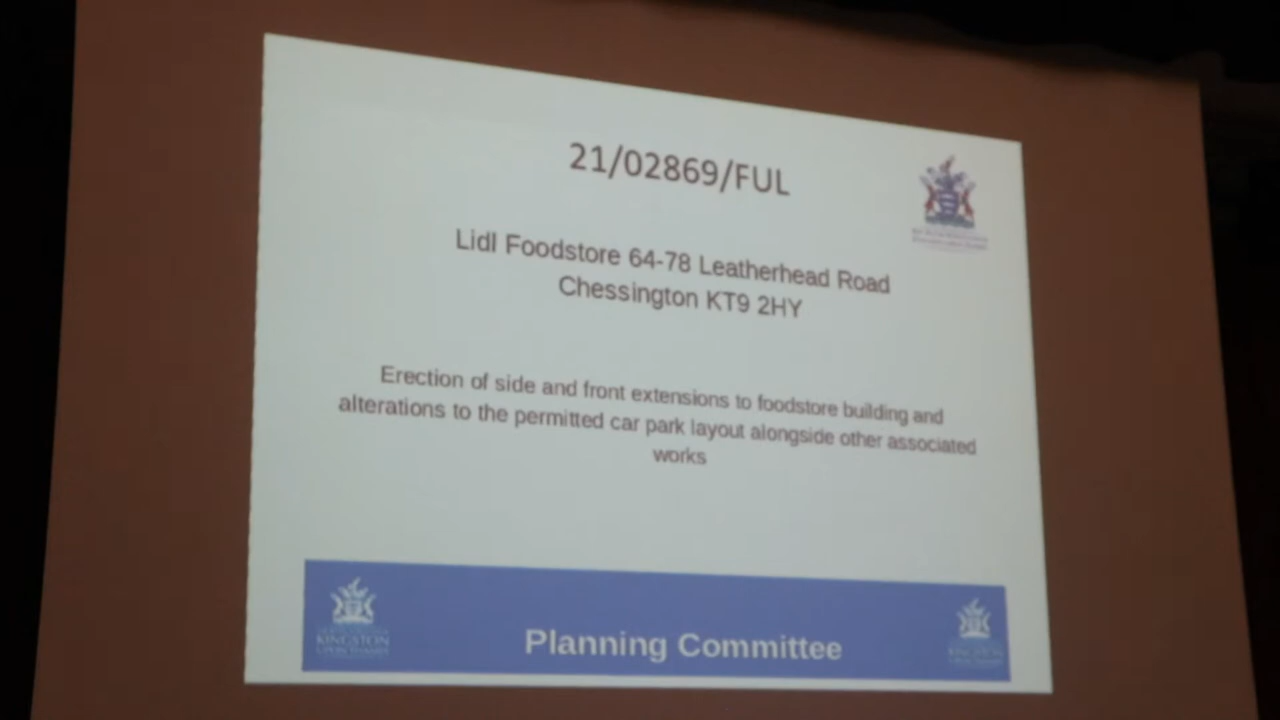 21/02869/FUL
Lidl Foodstore 64-78 Leatherhead Road
Chessington KT9 2HY
Erection of side and front extensions to foodstore building and
alterations to the permitted car park layout alongside other associated
works
KINGSTON
Planning Committee